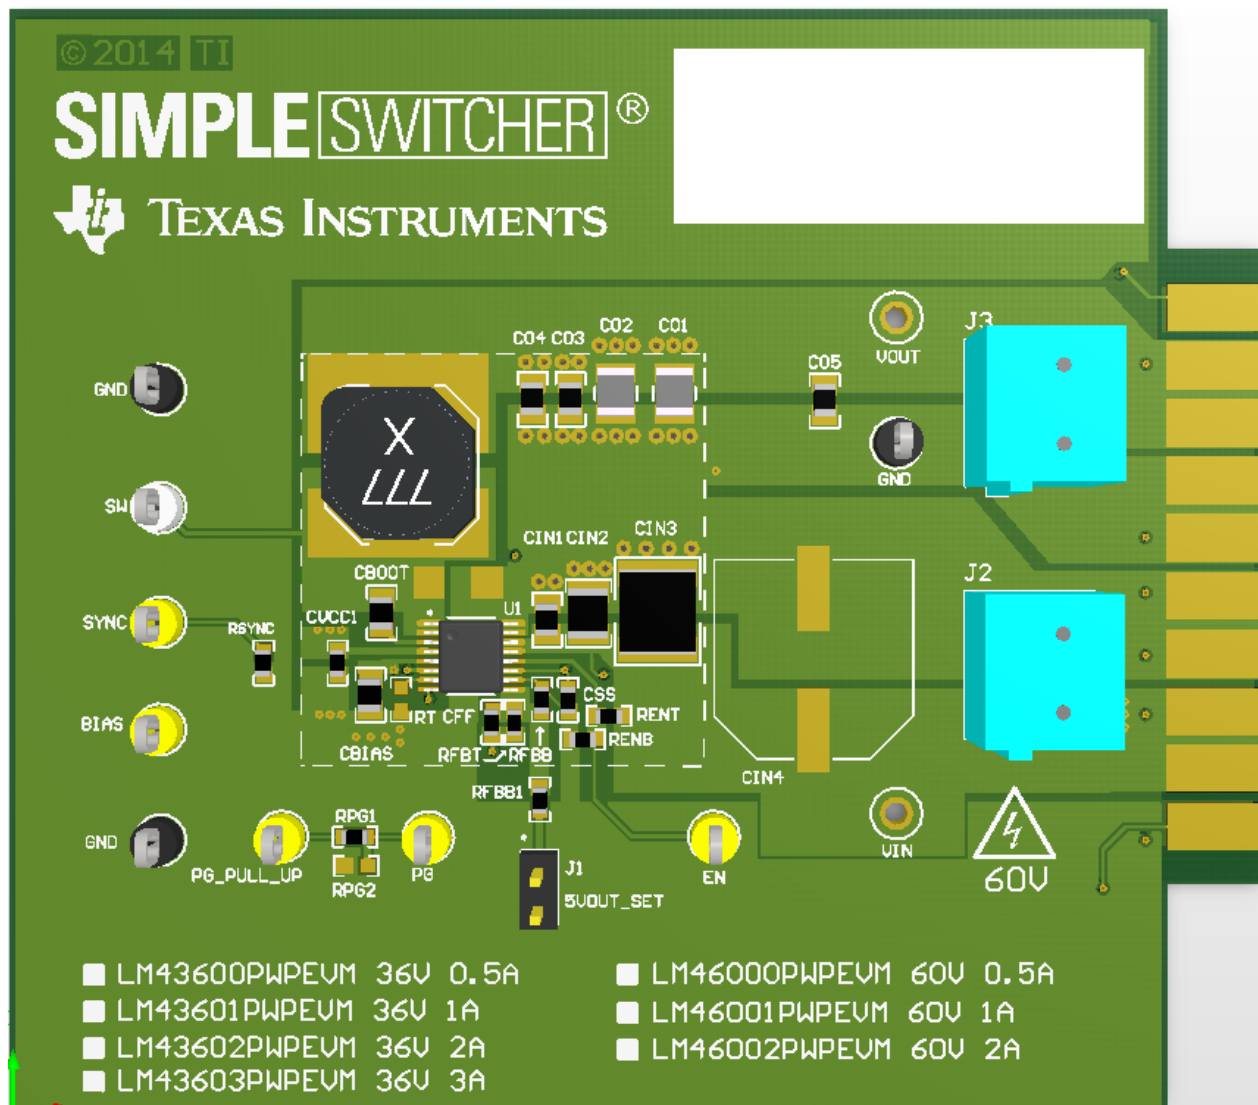 © 2014 TI
SIMPLE SWITCHER ®
TEXAS INSTRUMENTS
J3
CO4 CO3 CO2 CO1
VOUT
CO5
GND
X
LLL
GND
SW
CIN1 CIN2 CIN3
CBOOT
J2
U1
SYNC
RSYNC
CVCC1
CSS
RT CFF
RENT
BIAS
RENB
CBIAS
RFBT
RFBB
CIN4
RFBB1
RPG1
GND
VIN
PG_PULL_UP
PG
EN
J1
60V
RPG2
5VOUT_SET
LM43600PWPEVM 36V 0.5A
LM43601PWPEVM 36V 1A
LM43602PWPEVM 36V 2A
LM43603PWPEVM 36V 3A
LM46000PWPEVM 60V 0.5A
LM46001PWPEVM 60V 1A
LM46002PWPEVM 60V 2A